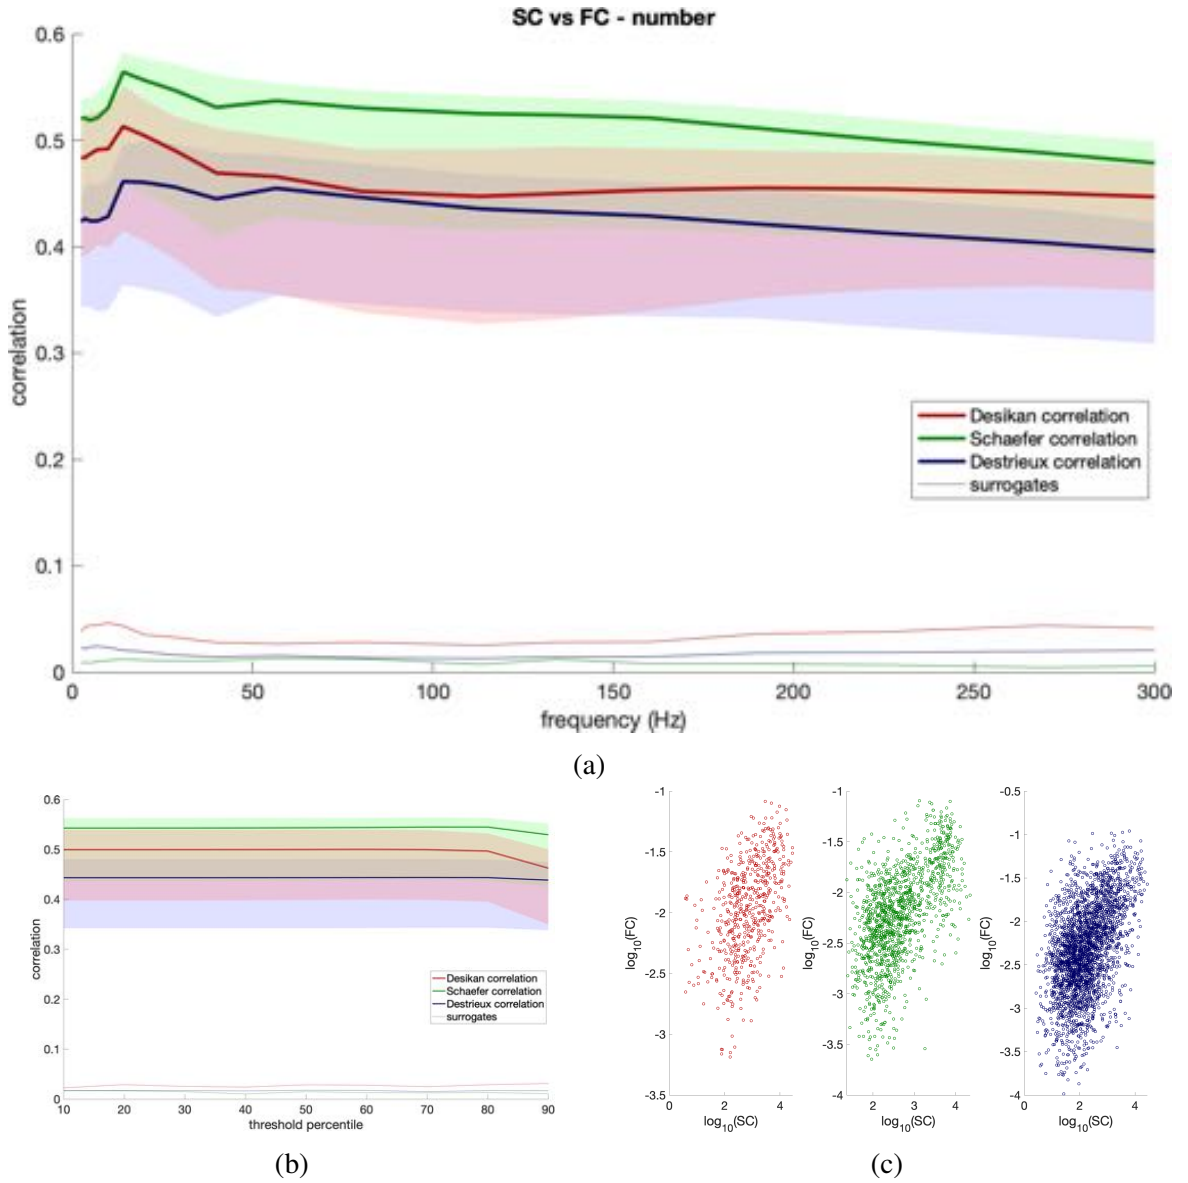 SC vs FC - number
0.6
0.5
0.4
0.3
0.2
0.1
0
correlation
Desikan correlation
Schaefer correlation
Destrieux correlation
surrogates
0 50 100 150 200 250 300
frequency (Hz)
(a)
0.6
0.5
0.4
0.3
0.2
0.1
0
correlation
Desikan correlation
Schaefer correlation
Destrieux correlation
surrogates
10 20 30 40 50 60 70 80 90
threshold percentile
(b)
-1
-1.5
-2
-2.5
-3
-3.5
log10(FC)
0 2 4
log10(SC)
-1
-1.5
-2
-2.5
-3
-3.5
-4
log10(FC)
2 3 4
log10(SC)
-0.5
-1
-1.5
-2
-2.5
-3
-3.5
-4
log10(FC)
0 2 4
log10(SC)
(c)